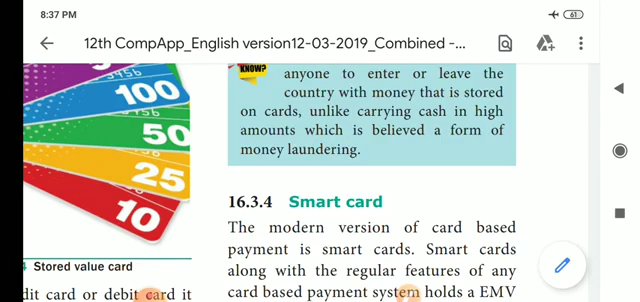 8:37 PM
61
12th CompApp_English version12-03-2019_Combined -...
KNOW?
anyone to enter or leave the
country with money that is stored
on cards, unlike carrying cash in high
amounts which is believed a form of
money laundering.
100
50
25
10
Stored value card
dit card or debit card it
16.3.4 Smart card
The modern version of card based
payment is smart cards. Smart cards
along with the regular features of any
card based payment system holds a EMV